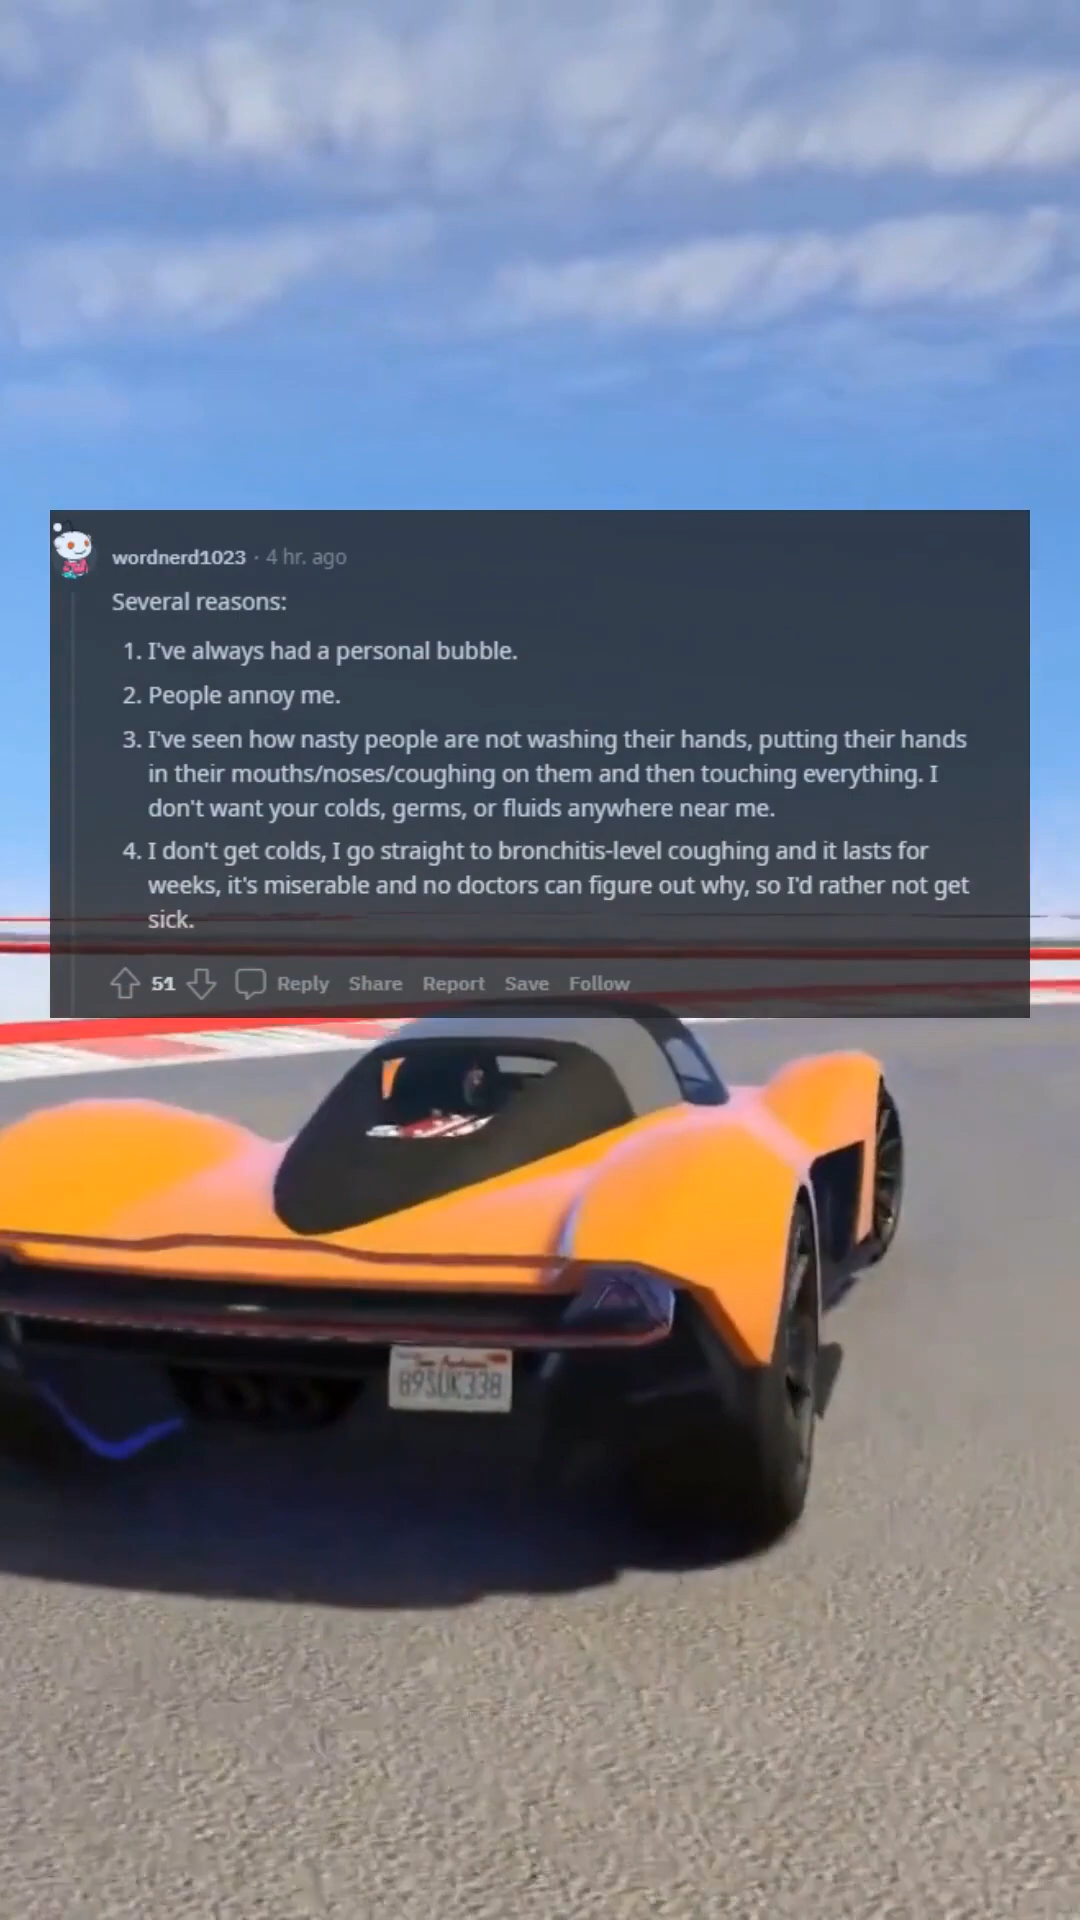 wordnerd1023 · 4 hr. ago
Several reasons:
1. I've always had a personal bubble.
2. People annoy me.
3. I've seen how nasty people are not washing their hands, putting their hands
in their mouths/noses/coughing on them and then touching everything. I
don't want your colds, germs, or fluids anywhere near me.
4. I don't get colds, I go straight to bronchitis-level coughing and it lasts for
weeks, it's miserable and no doctors can figure out why, so I'd rather not get
sick.
51 Reply Share Report Save Follow
San Andreas
89SUK338